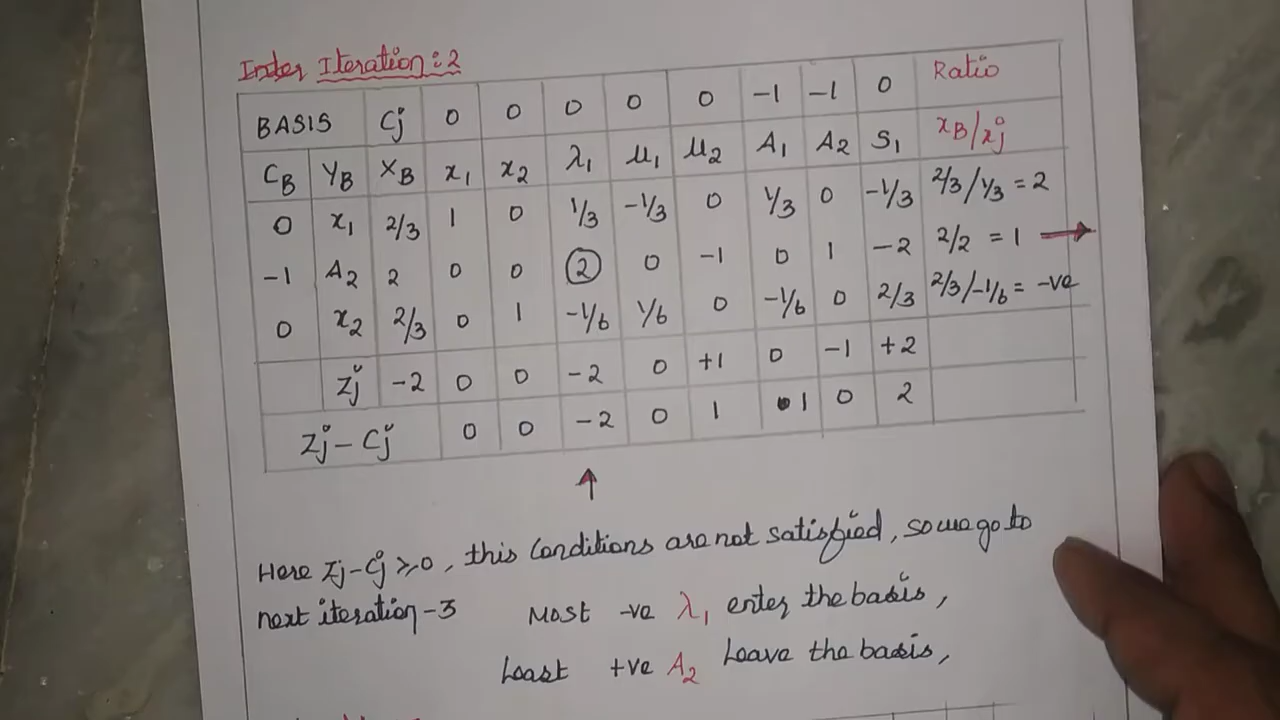 Inder Iteration: 2
BASIS Cj 0 0 0 0 0 -1 -1 0 Ratio
CB YB XB x1 x2 λ1 μ1 μ2 A1 A2 S1 xB/xj
0 x1 2/3 1 0 1/3 -1/3 0 1/3 0 -1/3 2/3/1/3 = 2
-1 A2 2 0 0 2 0 -1 0 1 -2 2/2 = 1
0 x2 2/3 0 1 -1/6 1/6 0 -1/6 0 2/3 2/3/-1/6 = -ve
Zj -2 0 0 -2 0 +1 0 -1 +2
Zj - Cj 0 0 -2 0 1 1 0 2
Here Zj - Cj ≥ 0, this conditions are not satisfied, so we go to
next iteration - 3 Most -ve λ1 enter the basis,
Least +ve A2 Leave the basis,